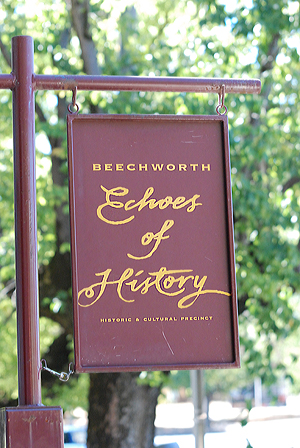 BEECHWORTH
Echoes
of
History
HISTORIC & CULTURAL PRECINCT